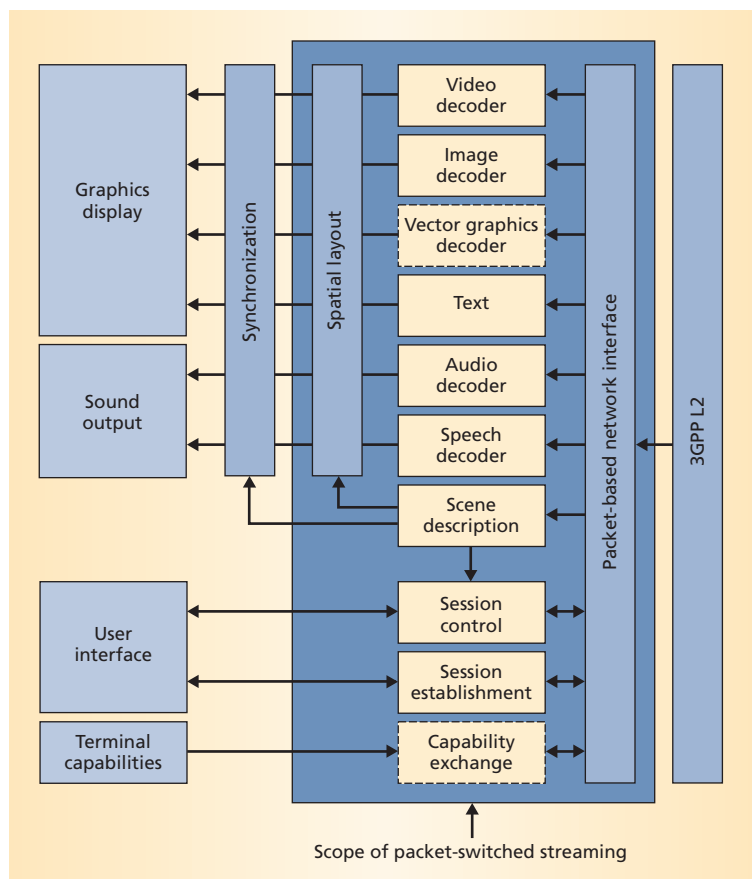 Graphics
display
Sound
output
User
interface
Terminal
capabilities
Synchronization
Spatial layout
Video
decoder
Image
decoder
Vector graphics
decoder
Text
Audio
decoder
Speech
decoder
Scene
description
Session
control
Session
establishment
Capability
exchange
Packet-based network interface
3GPP L2
Scope of packet-switched streaming